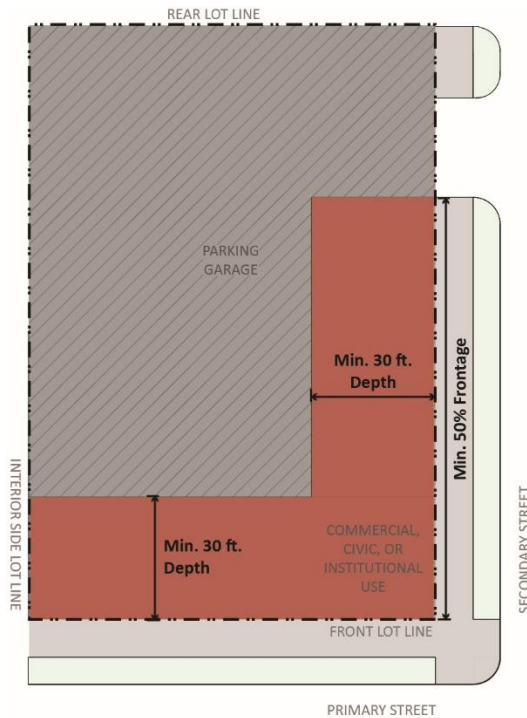 REAR LOT LINE
PARKING
GARAGE
Min. 30 ft.
Depth
Min. 50% Frontage
INTERIOR SIDE LOT LINE
SECONDARY STREET
Min. 30 ft.
Depth
COMMERCIAL,
CIVIC, OR
INSTITUTIONAL
USE
FRONT LOT LINE
PRIMARY STREET